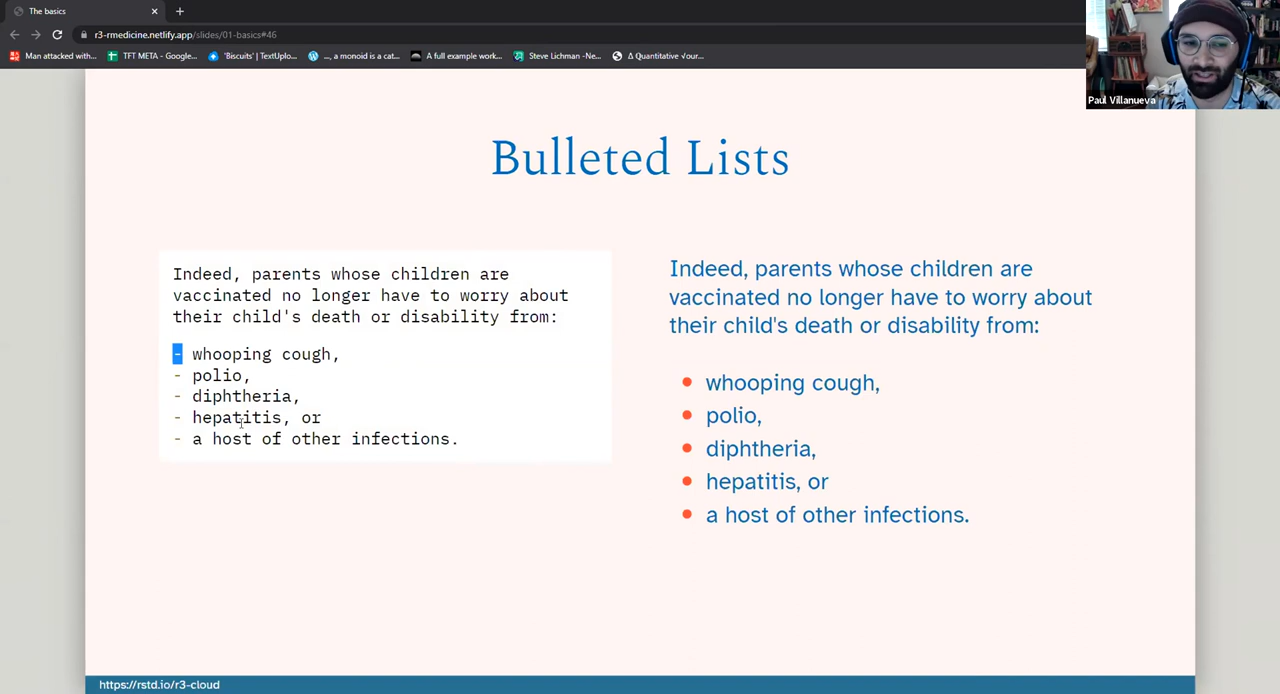 The basics
r3-rmedicine.netlify.app/slides/01-basics#46
Man attacked with...
TFT META - Google...
'Biscuits' | TextUplo...
..., a monoid is a cat...
A full example work...
Steve Lichman -Ne...
Δ Quantitative √our...
Paul Villanueva
Bulleted Lists
Indeed, parents whose children are
vaccinated no longer have to worry about
their child's death or disability from:
- whooping cough,
- polio,
- diphtheria,
- hepatitis, or
- a host of other infections.
Indeed, parents whose children are
vaccinated no longer have to worry about
their child's death or disability from:
• whooping cough,
• polio,
• diphtheria,
• hepatitis, or
• a host of other infections.
https://rstd.io/r3-cloud